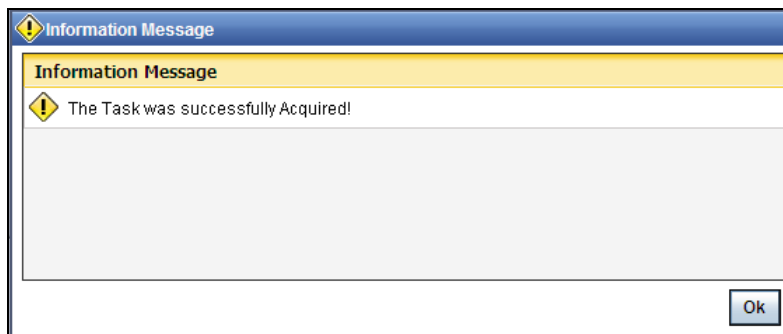 Information Message
Information Message
The Task was successfully Acquired!
Ok